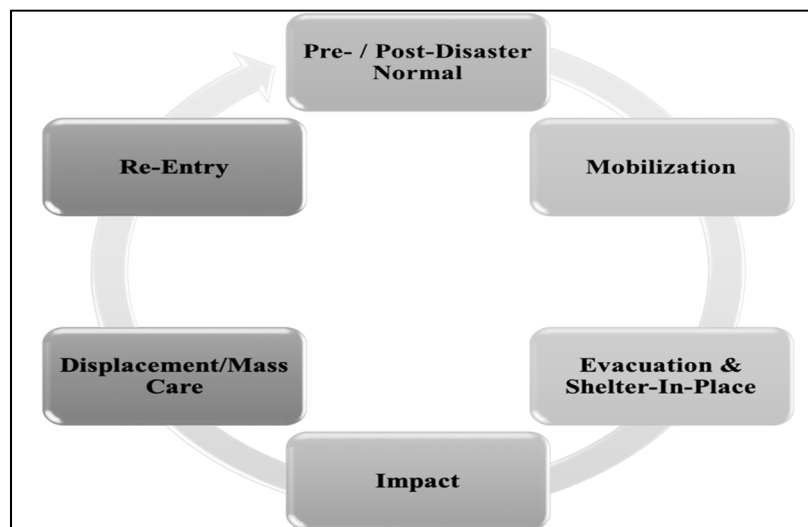 Pre- / Post-Disaster
Normal
Mobilization
Evacuation &
Shelter-In-Place
Impact
Displacement/Mass
Care
Re-Entry